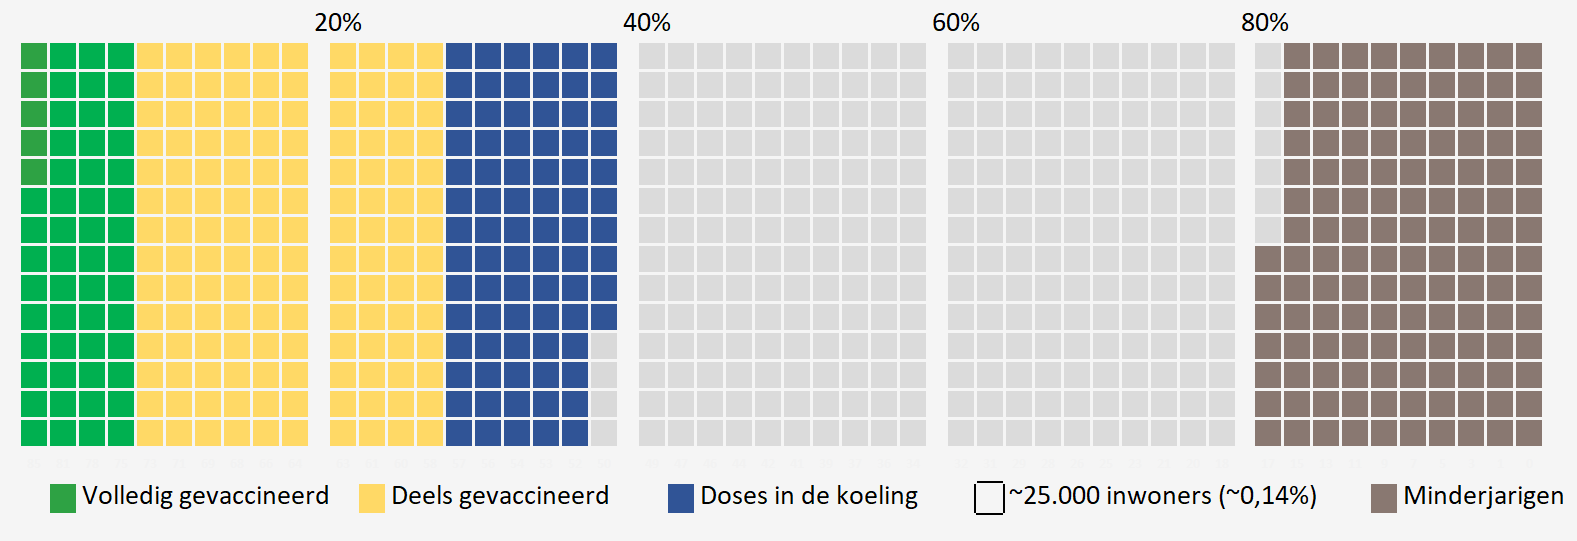 20%
40%
60%
80%
Volledig gevaccineerd
Deels gevaccineerd
Doses in de koeling
~25.000 inwoners (~0,14%)
Minderjarigen